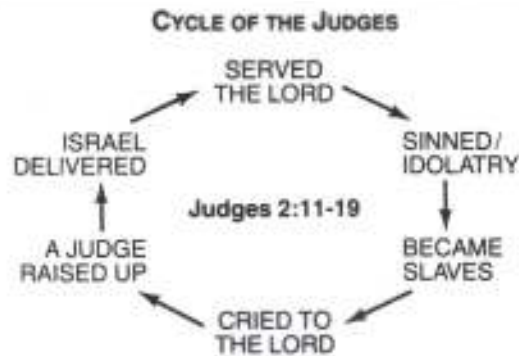 CYCLE OF THE JUDGES
SERVED
THE LORD
SINNED/
IDOLATRY
BECAME
SLAVES
CRIED TO
THE LORD
A JUDGE
RAISED UP
ISRAEL
DELIVERED
Judges 2:11-19